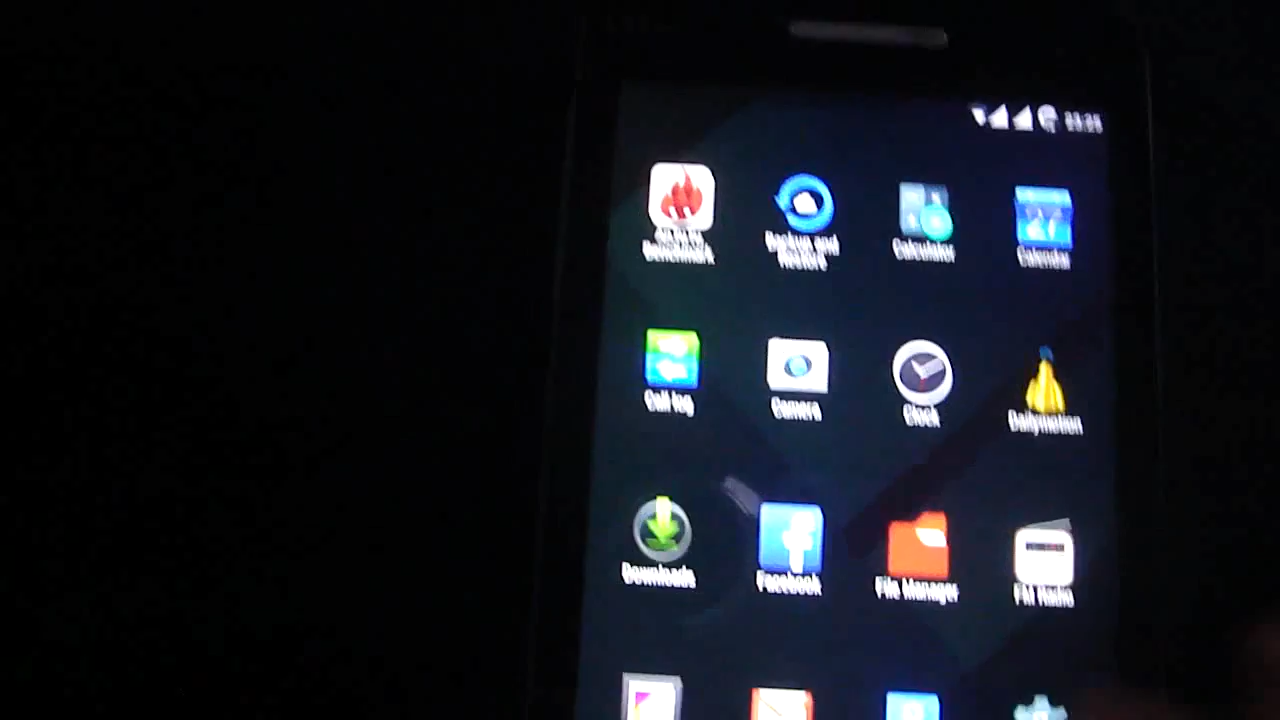 Benchmark
Backup and
Restore
Calculator
Calendar
Call log
Camera
Clock
Dailymotion
Downloads
Facebook
File Manager
FM Radio